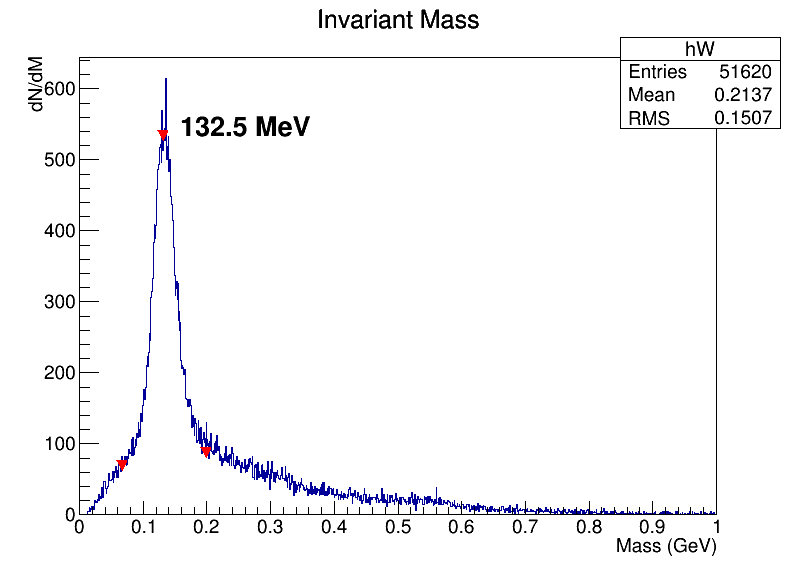 Invariant Mass
hW
Entries 51620
Mean 0.2137
RMS 0.1507
dN/dM
600
500
400
300
200
100
0
132.5 MeV
0 0.1 0.2 0.3 0.4 0.5 0.6 0.7 0.8 0.9 1
Mass (GeV)